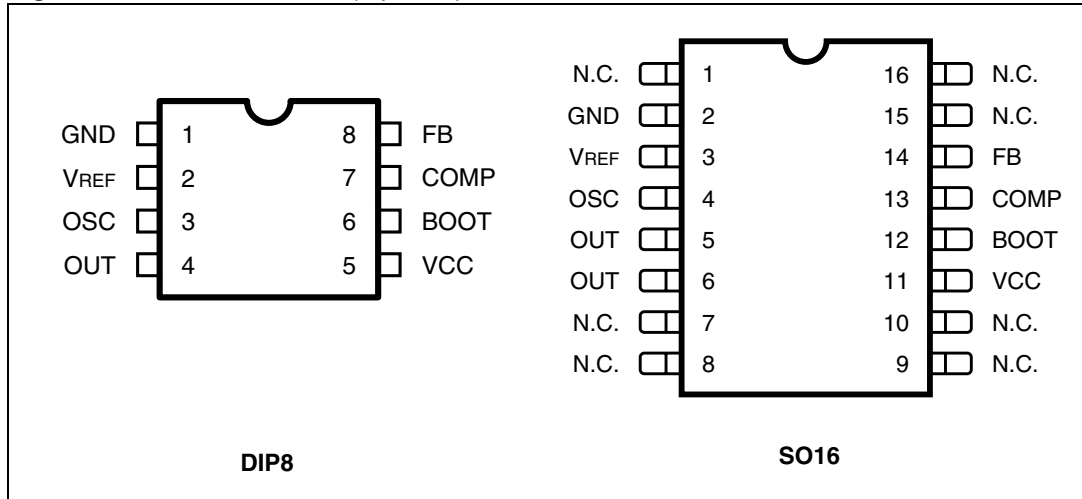 GND 1 8 FB
VREF 2 7 COMP
OSC 3 6 BOOT
OUT 4 5 VCC
DIP8
N.C. 1 16 N.C.
GND 2 15 N.C.
VREF 3 14 FB
OSC 4 13 COMP
OUT 5 12 BOOT
OUT 6 11 VCC
N.C. 7 10 N.C.
N.C. 8 9 N.C.
SO16